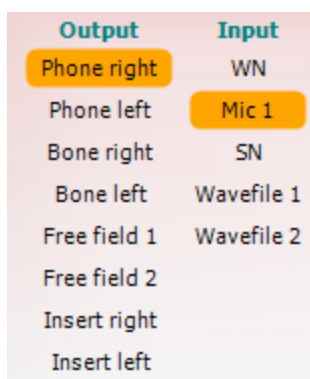 Output Input
Phone right WN
Phone left Mic 1
Bone right SN
Bone left Wavefile 1
Free field 1 Wavefile 2
Free field 2
Insert right
Insert left